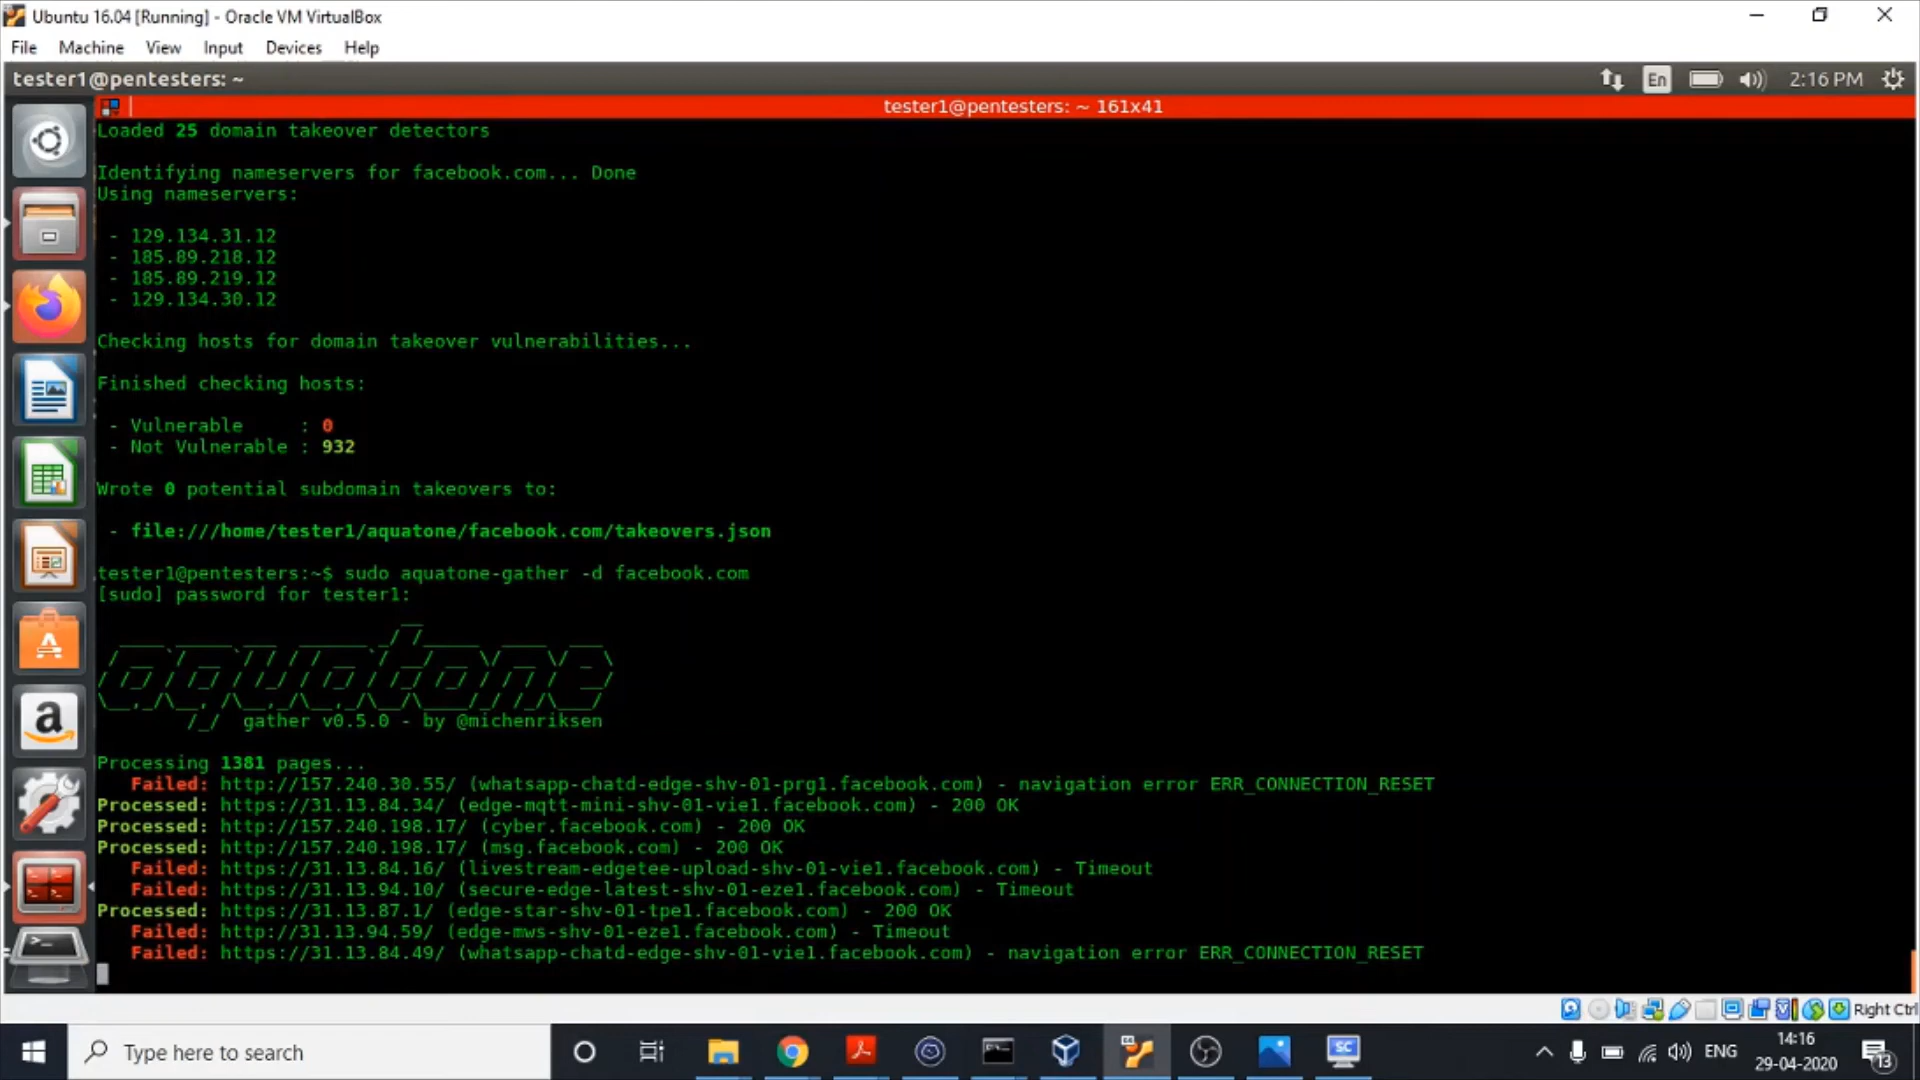 Ubuntu 16.04 [Running] - Oracle VM VirtualBox
File Machine View Input Devices Help
tester1@pentesters: ~
En 2:16 PM
tester1@pentesters: ~ 161x41
Loaded 25 domain takeover detectors
Identifying nameservers for facebook.com... Done
Using nameservers:
- 129.134.31.12
- 185.89.218.12
- 185.89.219.12
- 129.134.30.12
Checking hosts for domain takeover vulnerabilities...
Finished checking hosts:
- Vulnerable : 0
- Not Vulnerable : 932
Wrote 0 potential subdomain takeovers to:
- file:///home/tester1/aquatone/facebook.com/takeovers.json
tester1@pentesters:~$ sudo aquatone-gather -d facebook.com
[sudo] password for tester1:
aquatone
gather v0.5.0 - by @michenriksen
Processing 1381 pages...
Failed: http://157.240.30.55/ (whatsapp-chatd-edge-shv-01-prg1.facebook.com) - navigation error ERR_CONNECTION_RESET
Processed: https://31.13.84.34/ (edge-mqtt-mini-shv-01-vie1.facebook.com) - 200 OK
Processed: http://157.240.198.17/ (cyber.facebook.com) - 200 OK
Processed: http://157.240.198.17/ (msg.facebook.com) - 200 OK
Failed: https://31.13.84.16/ (livestream-edgetee-upload-shv-01-vie1.facebook.com) - Timeout
Failed: https://31.13.94.10/ (secure-edge-latest-shv-01-eze1.facebook.com) - Timeout
Processed: https://31.13.87.1/ (edge-star-shv-01-tpe1.facebook.com) - 200 OK
Failed: http://31.13.94.59/ (edge-mws-shv-01-eze1.facebook.com) - Timeout
Failed: https://31.13.84.49/ (whatsapp-chatd-edge-shv-01-vie1.facebook.com) - navigation error ERR_CONNECTION_RESET
Right Ctrl
Type here to search
SC
ENG
14:16
29-04-2020
13